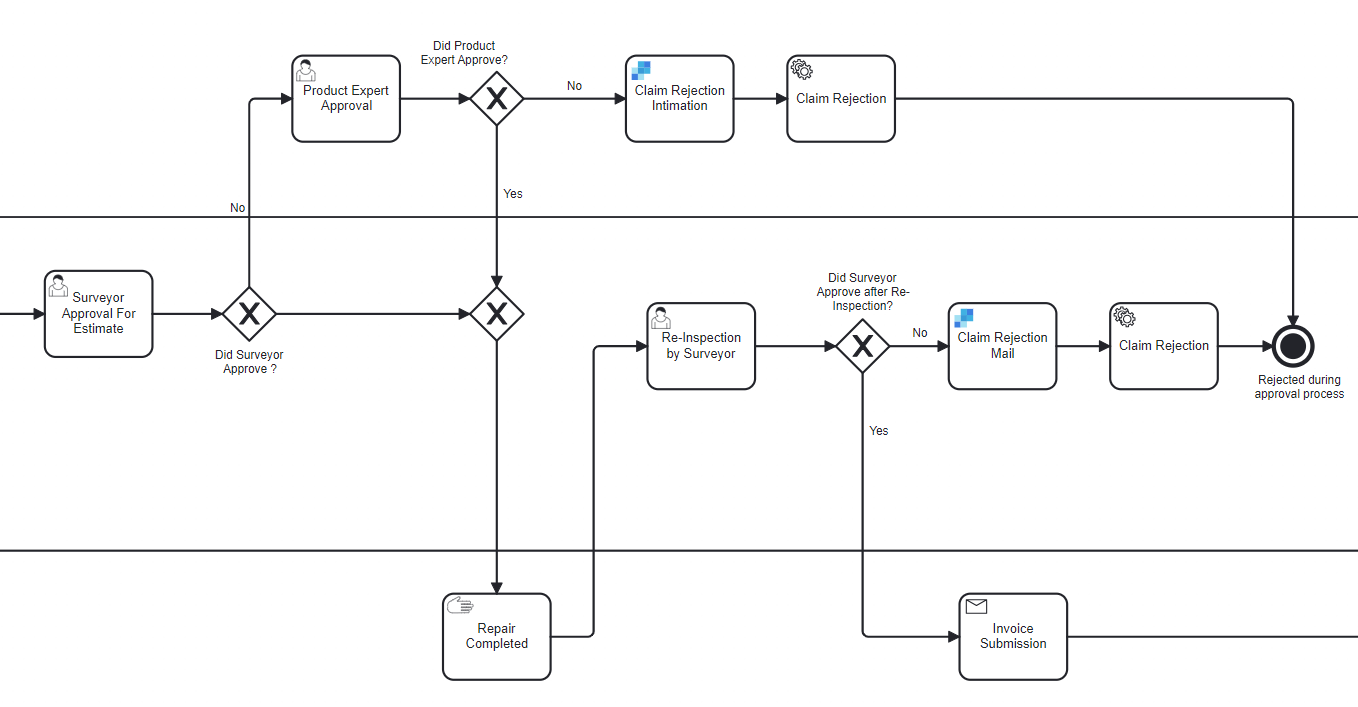 Did Product
Expert Approve?
Product Expert
Approval
No
Claim Rejection
Intimation
Claim Rejection
Yes
No
Surveyor
Approval For
Estimate
Did Surveyor
Approve ?
Did Surveyor
Approve after Re-
Inspection?
Re-Inspection
by Surveyor
No
Claim Rejection
Mail
Claim Rejection
Rejected during
approval process
Yes
Repair
Completed
Invoice
Submission